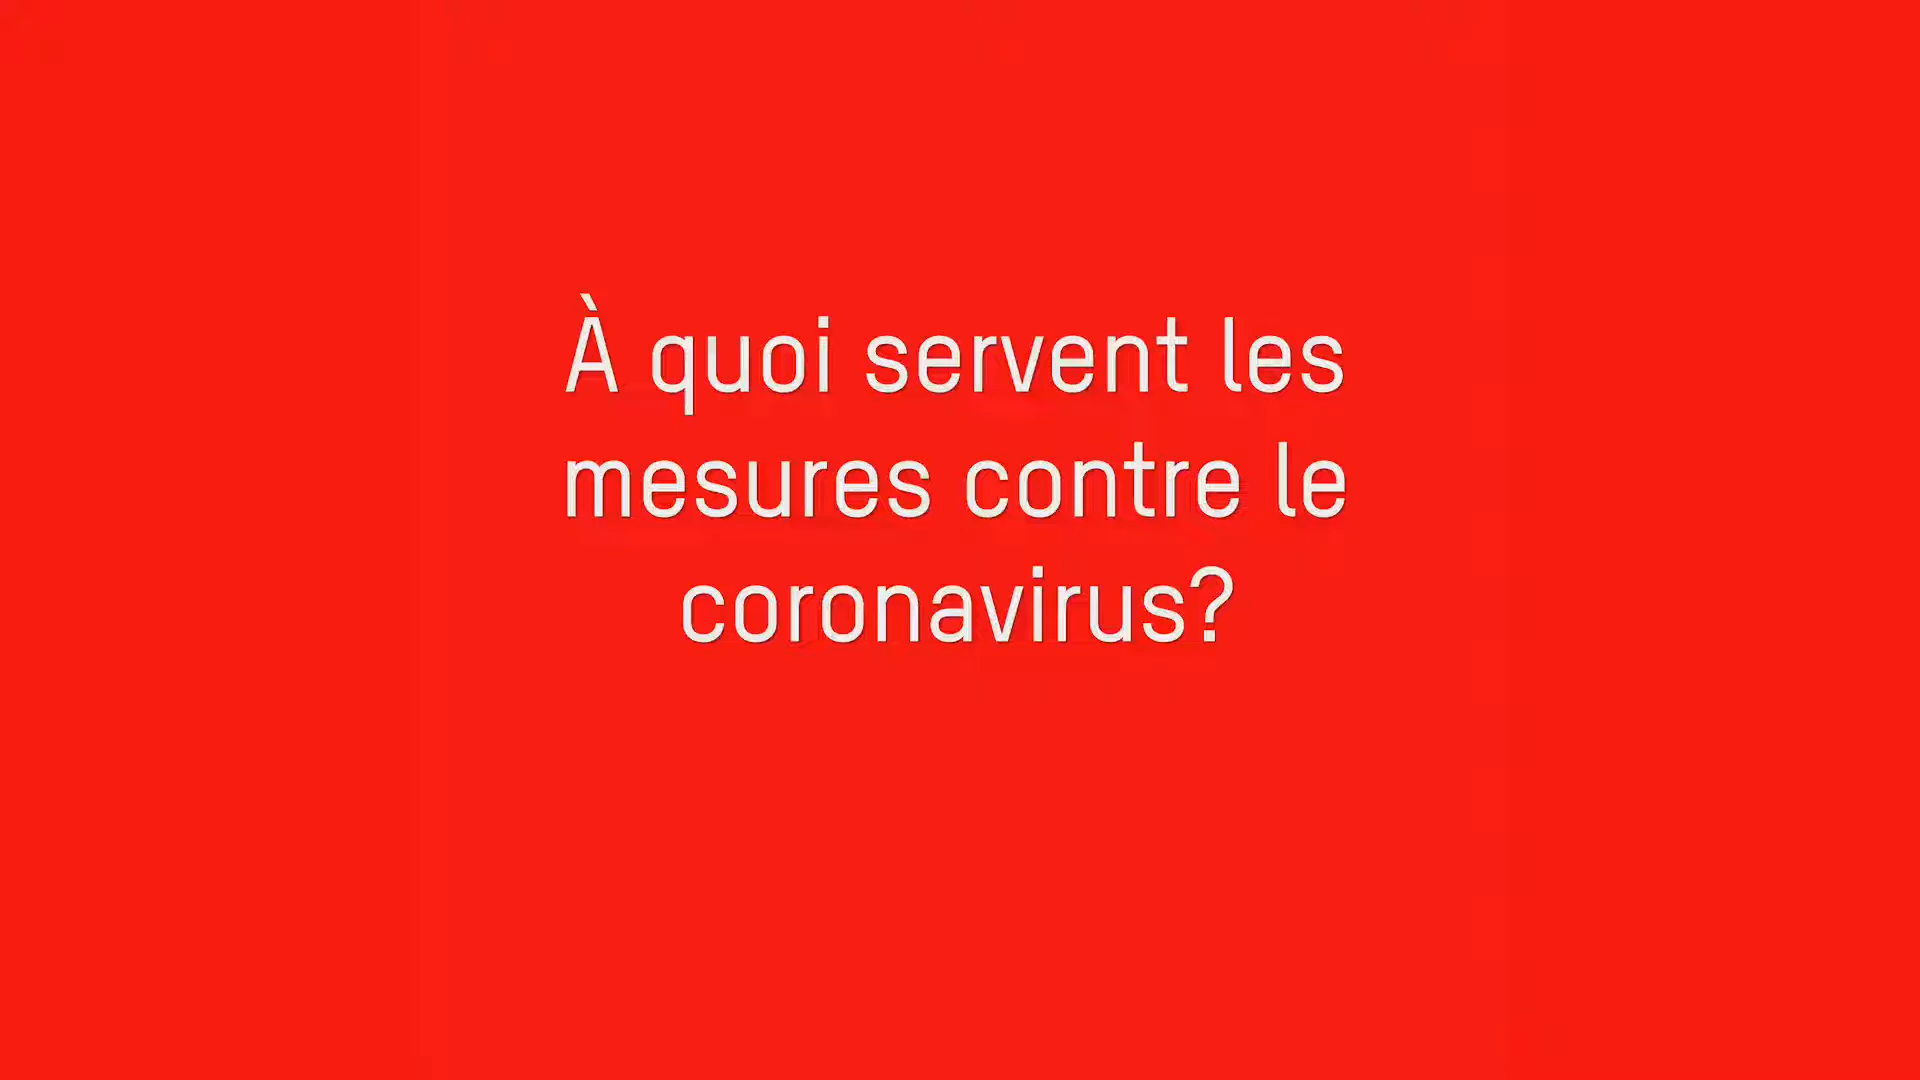 À quoi servent les
mesures contre le
coronavirus?